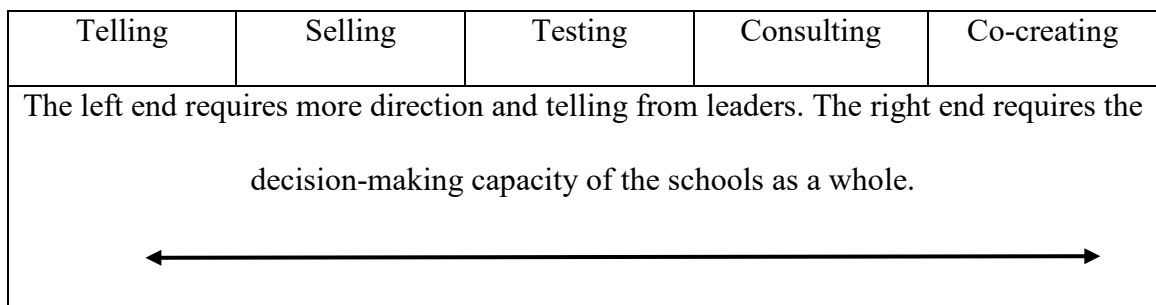 Telling Selling Testing Consulting Co-creating
The left end requires more direction and telling from leaders. The right end requires the
decision-making capacity of the schools as a whole.